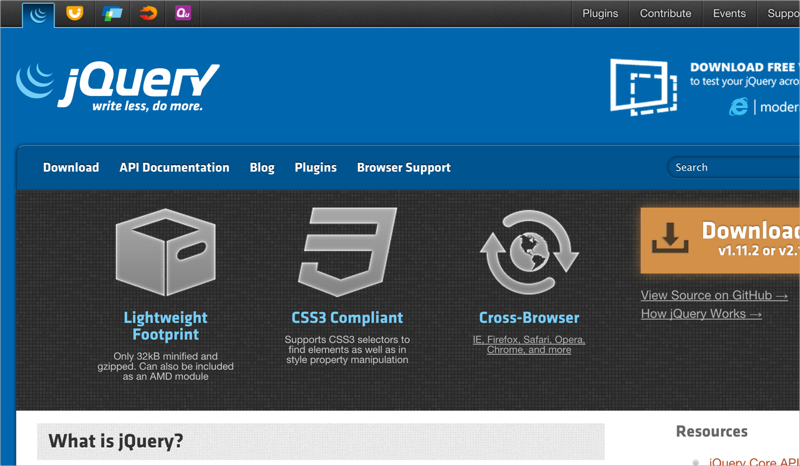 Qu
Plugins Contribute Events Suppo
jQuery
write less, do more.
DOWNLOAD FREE
to test your jQuery acro
| moder
Download API Documentation Blog Plugins Browser Support
Search
Lightweight
Footprint
Only 32kB minified and
gzipped. Can also be included
as an AMD module
CSS3 Compliant
Supports CSS3 selectors to
find elements as well as in
style property manipulation
Cross-Browser
IE, Firefox, Safari, Opera,
Chrome, and more
Download
v1.11.2 or v2.
View Source on GitHub →
How jQuery Works →
What is jQuery?
Resources
jQuery Core API